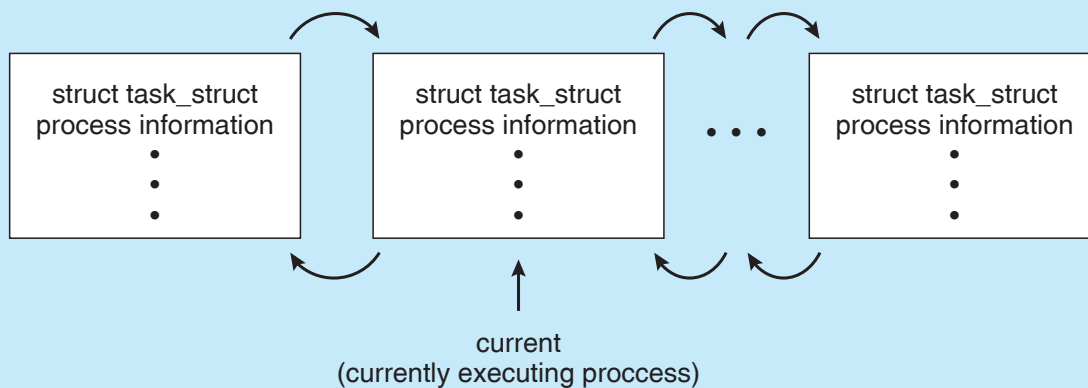 struct task_struct
process information
•
•
•
struct task_struct
process information
•
•
•
• • •
struct task_struct
process information
•
•
•
current
(currently executing proccess)